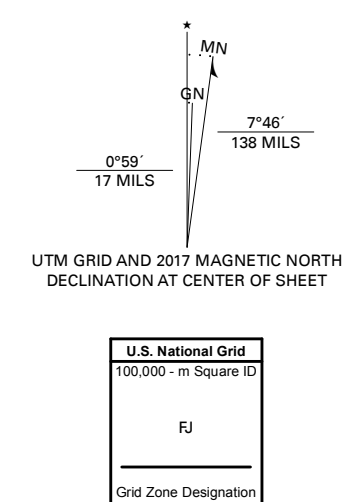 ★
MN
GN
7°46´
138 MILS
0°59´
17 MILS
UTM GRID AND 2017 MAGNETIC NORTH
DECLINATION AT CENTER OF SHEET
U.S. National Grid
100,000 - m Square ID
FJ
Grid Zone Designation